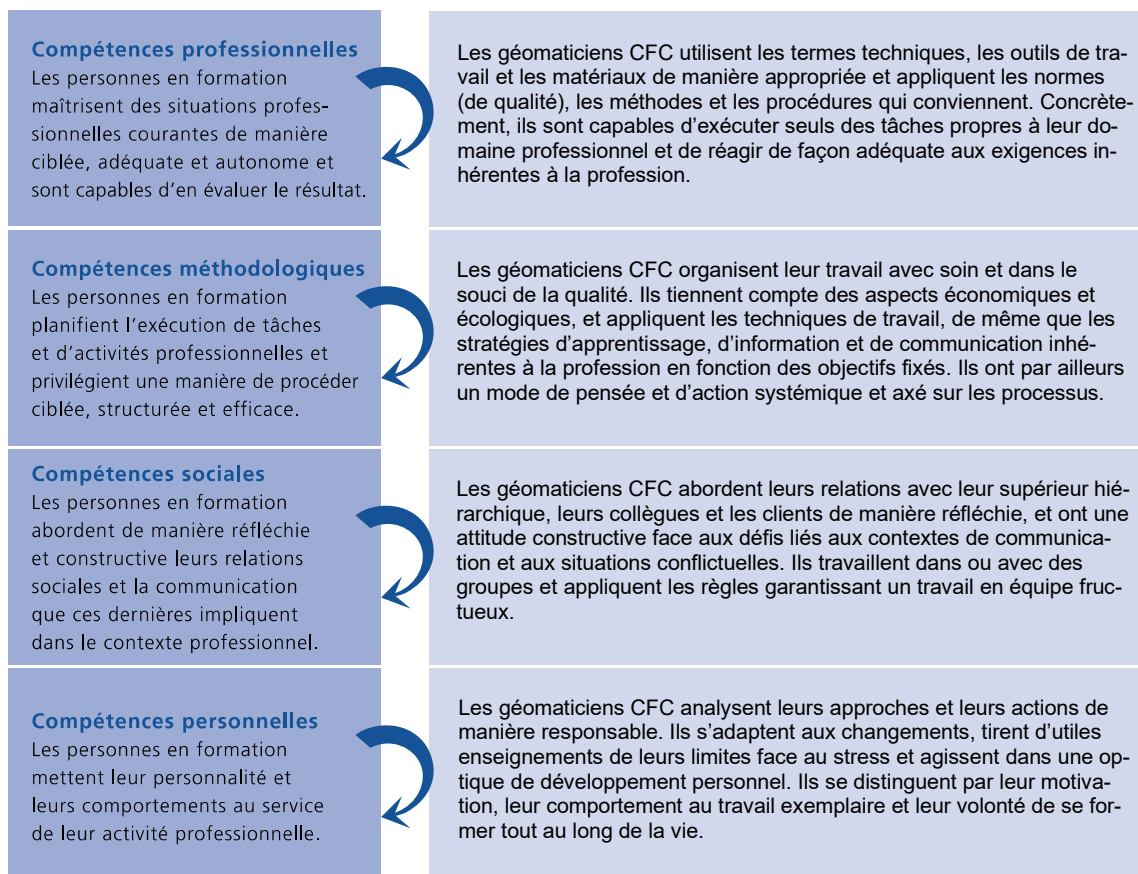 Compétences professionnelles
Les personnes en formation
maîtrisent des situations profes-
sionnelles courantes de manière
ciblée, adéquate et autonome et
sont capables d'en évaluer le résultat.
Les géomaticiens CFC utilisent les termes techniques, les outils de tra-
vail et les matériaux de manière appropriée et appliquent les normes
(de qualité), les méthodes et les procédures qui conviennent. Concrète-
ment, ils sont capables d'exécuter seuls des tâches propres à leur do-
maine professionnel et de réagir de façon adéquate aux exigences in-
hérentes à la profession.
Compétences méthodologiques
Les personnes en formation
planifient l'exécution de tâches
et d'activités professionnelles et
privilégient une manière de procéder
ciblée, structurée et efficace.
Les géomaticiens CFC organisent leur travail avec soin et dans le
souci de la qualité. Ils tiennent compte des aspects économiques et
écologiques, et appliquent les techniques de travail, de même que les
stratégies d'apprentissage, d'information et de communication inhé-
rentes à la profession en fonction des objectifs fixés. Ils ont par ailleurs
un mode de pensée et d'action systémique et axé sur les processus.
Compétences sociales
Les personnes en formation
abordent de manière réfléchie
et constructive leurs relations
sociales et la communication
que ces dernières impliquent
dans le contexte professionnel.
Les géomaticiens CFC abordent leurs relations avec leur supérieur hié-
rarchique, leurs collègues et les clients de manière réfléchie, et ont une
attitude constructive face aux défis liés aux contextes de communica-
tion et aux situations conflictuelles. Ils travaillent dans ou avec des
groupes et appliquent les règles garantissant un travail en équipe fruc-
tueux.
Compétences personnelles
Les personnes en formation
mettent leur personnalité et
leurs comportements au service
de leur activité professionnelle.
Les géomaticiens CFC analysent leurs approches et leurs actions de
manière responsable. Ils s'adaptent aux changements, tirent d'utiles
enseignements de leurs limites face au stress et agissent dans une op-
tique de développement personnel. Ils se distinguent par leur motiva-
tion, leur comportement au travail exemplaire et leur volonté de se for-
mer tout au long de la vie.